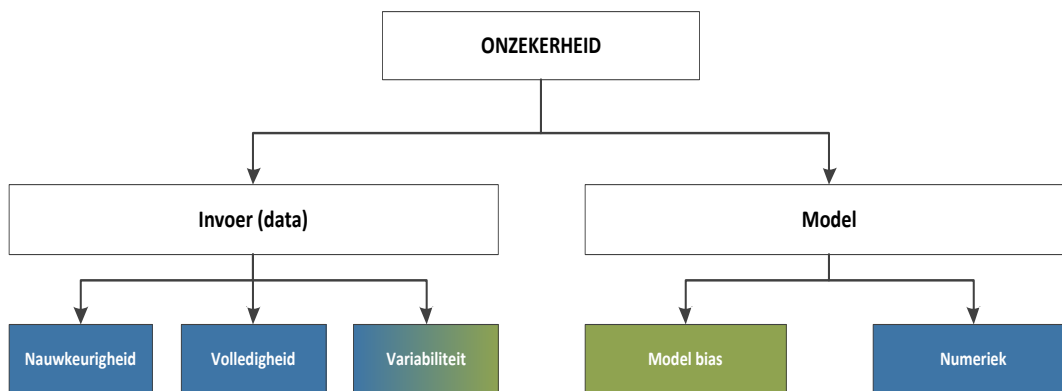 ONZEKERHEID
Invoer (data)
Model
Nauwkeurigheid
Volledigheid
Variabiliteit
Model bias
Numeriek